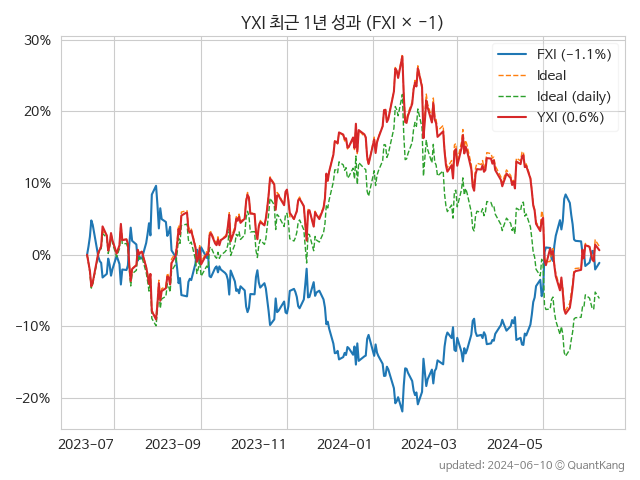 YXI 최근 1년 성과 (FXI × -1)
30%
20%
10%
0%
−10%
−20%
FXI (-1.1%)
Ideal
Ideal (daily)
YXI (0.6%)
2023-07
2023-09
2023-11
2024-01
2024-03
2024-05
updated: 2024-06-10 © QuantKang